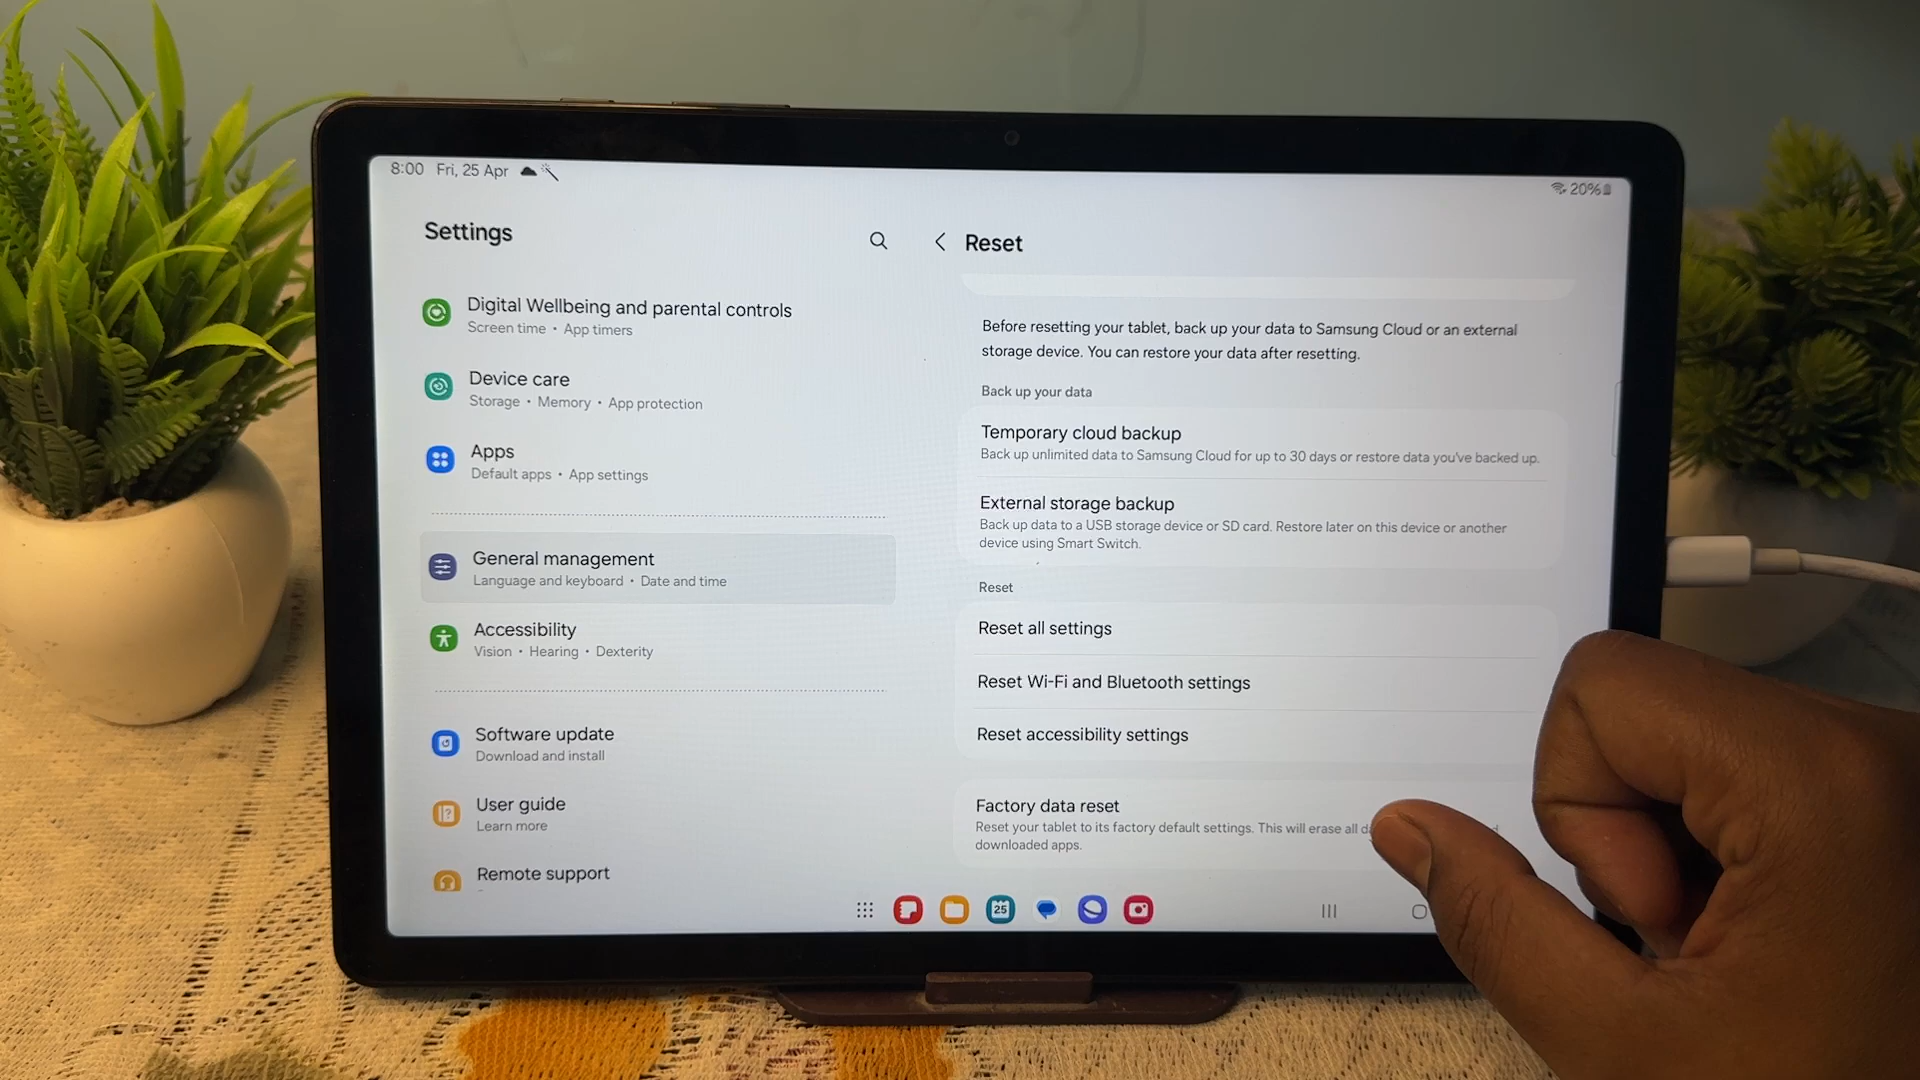 8:00 Fri, 25 Apr
20%
Settings
Digital Wellbeing and parental controls
Screen time • App timers
Device care
Storage • Memory • App protection
Apps
Default apps • App settings
General management
Language and keyboard • Date and time
Accessibility
Vision • Hearing • Dexterity
Software update
Download and install
User guide
Learn more
Remote support
Reset
Before resetting your tablet, back up your data to Samsung Cloud or an external
storage device. You can restore your data after resetting.
Back up your data
Temporary cloud backup
Back up unlimited data to Samsung Cloud for up to 30 days or restore data you've backed up.
External storage backup
Back up data to a USB storage device or SD card. Restore later on this device or another
device using Smart Switch.
Reset
Reset all settings
Reset Wi-Fi and Bluetooth settings
Reset accessibility settings
Factory data reset
Reset your tablet to its factory default settings. This will erase all
downloaded apps.
25